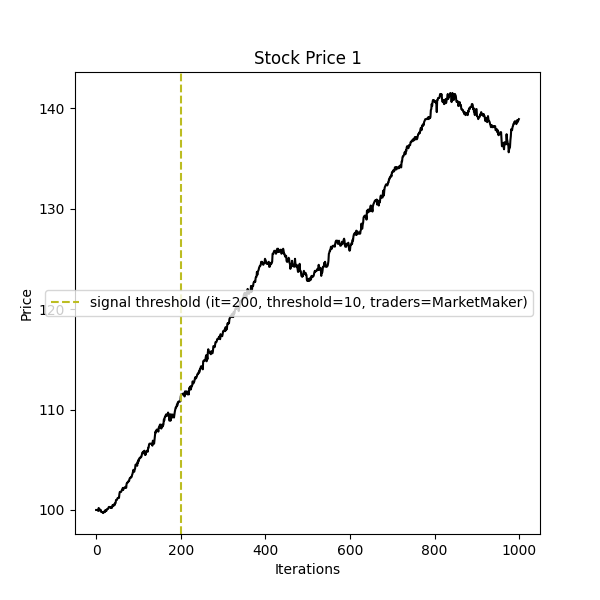 Stock Price 1
140
130
120
110
100
Price
signal threshold (it=200, threshold=10, traders=MarketMaker)
0
200
400
600
800
1000
Iterations